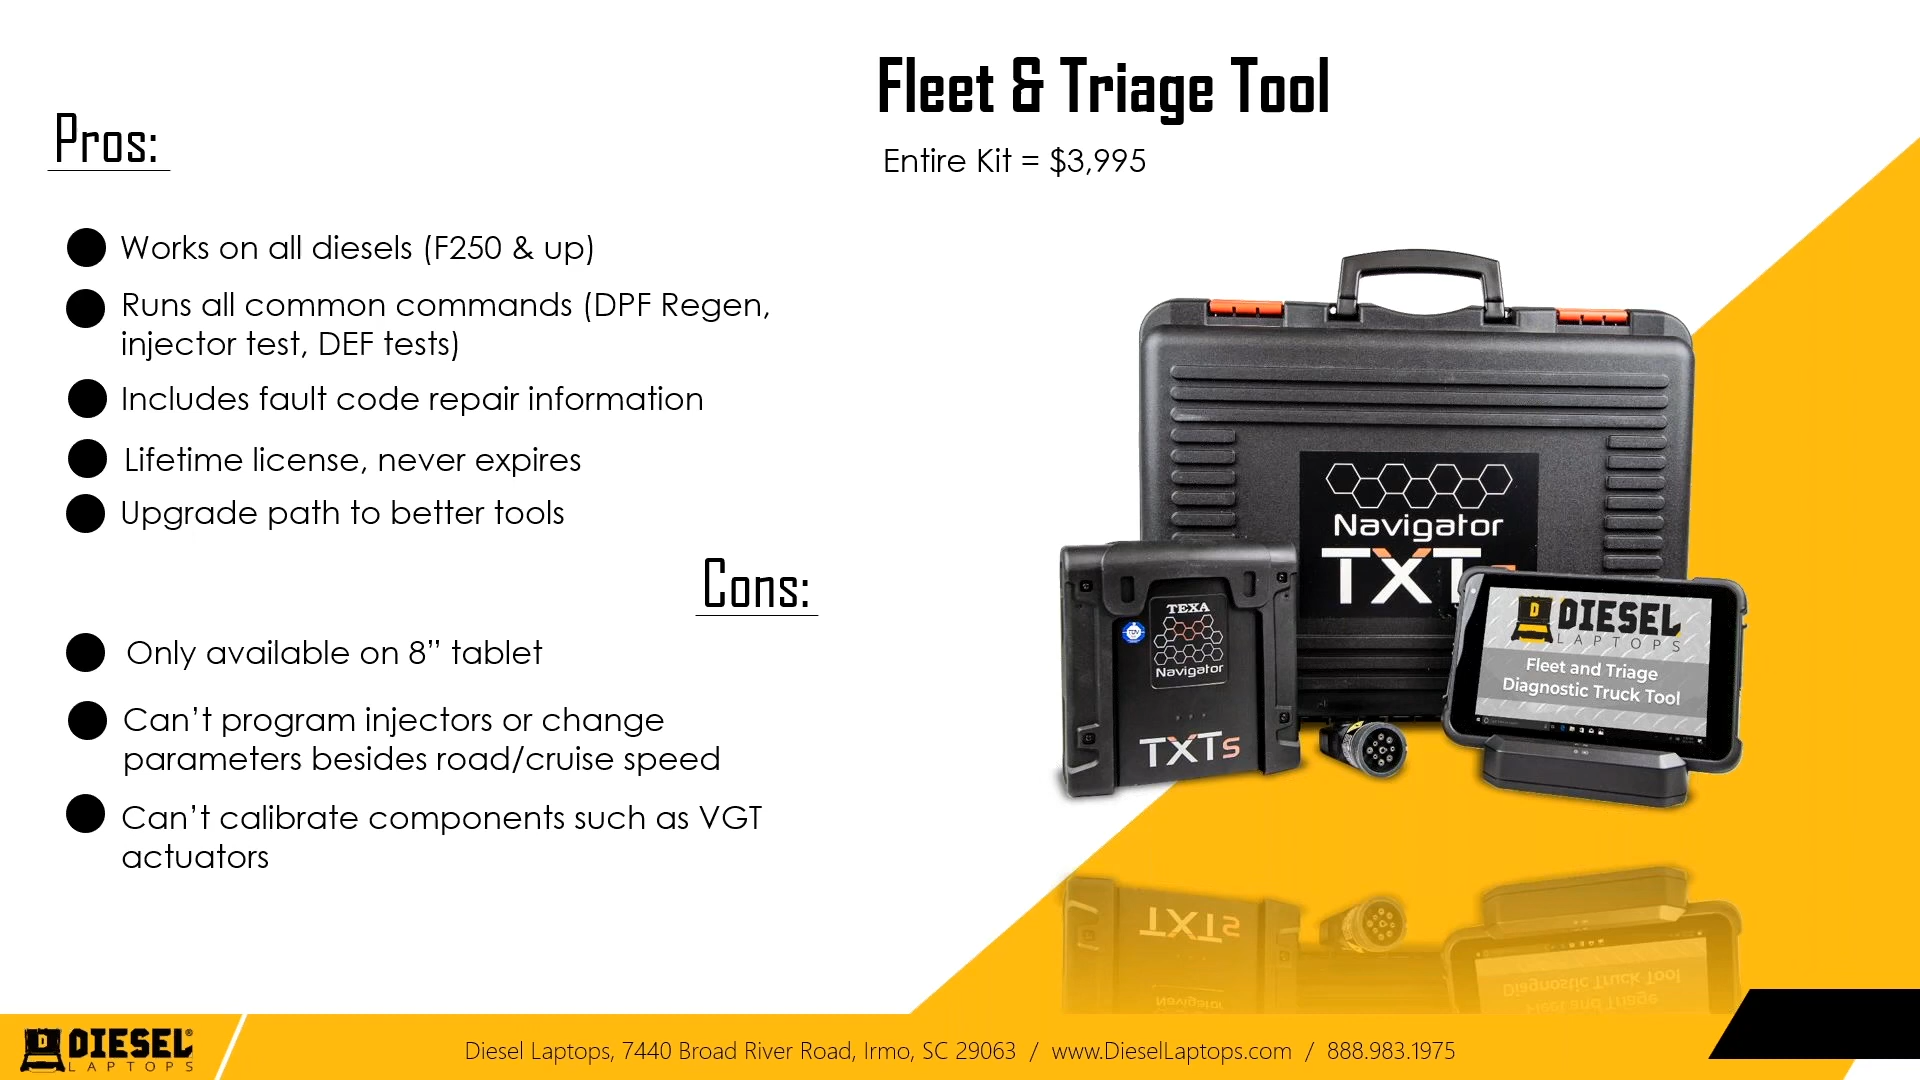 Fleet & Triage Tool
Entire Kit = $3,995
Pros:
Works on all diesels (F250 & up)
Runs all common commands (DPF Regen,
injector test, DEF tests)
Includes fault code repair information
Lifetime license, never expires
Upgrade path to better tools
Cons:
Only available on 8” tablet
Can’t program injectors or change
parameters besides road/cruise speed
Can’t calibrate components such as VGT
actuators
Navigator
TXT
TEXA
Navigator
TXTs
DIESEL
LAPTOPS
Fleet and Triage
Diagnostic Truck Tool
DIESEL®
LAPTOPS
Diesel Laptops, 7440 Broad River Road, Irmo, SC 29063 / www.DieselLaptops.com / 888.983.1975